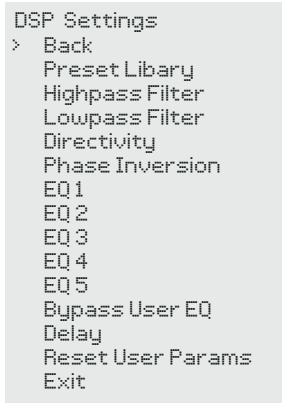 DSP Settings
> Back
Preset Libary
Highpass Filter
Lowpass Filter
Directivity
Phase Inversion
EQ 1
EQ 2
EQ 3
EQ 4
EQ 5
Bypass User EQ
Delay
Reset User Params
Exit